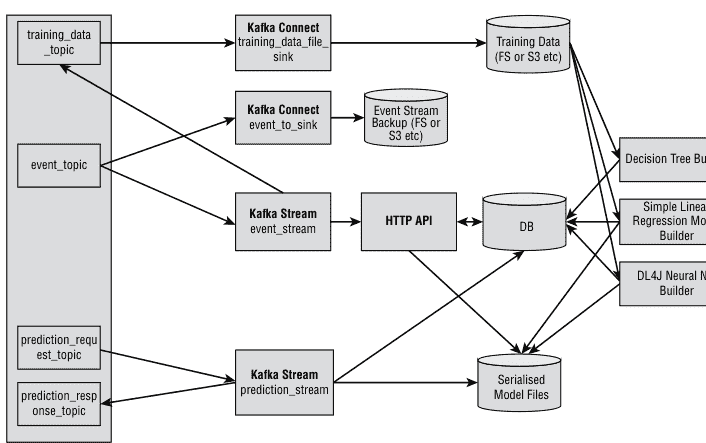 training_data
_topic
Kafka Connect
training_data_file_
sink
Training Data
(FS or S3 etc)
Kafka Connect
event_to_sink
Event Stream
Backup (FS or
S3 etc)
event_topic
Decision Tree Bu
Kafka Stream
event_stream
HTTP API
DB
Simple Linea
Regression Mo
Builder
DL4J Neural N
Builder
prediction_requ
est_topic
prediction_resp
onse_topic
Kafka Stream
prediction_stream
Serialised
Model Files